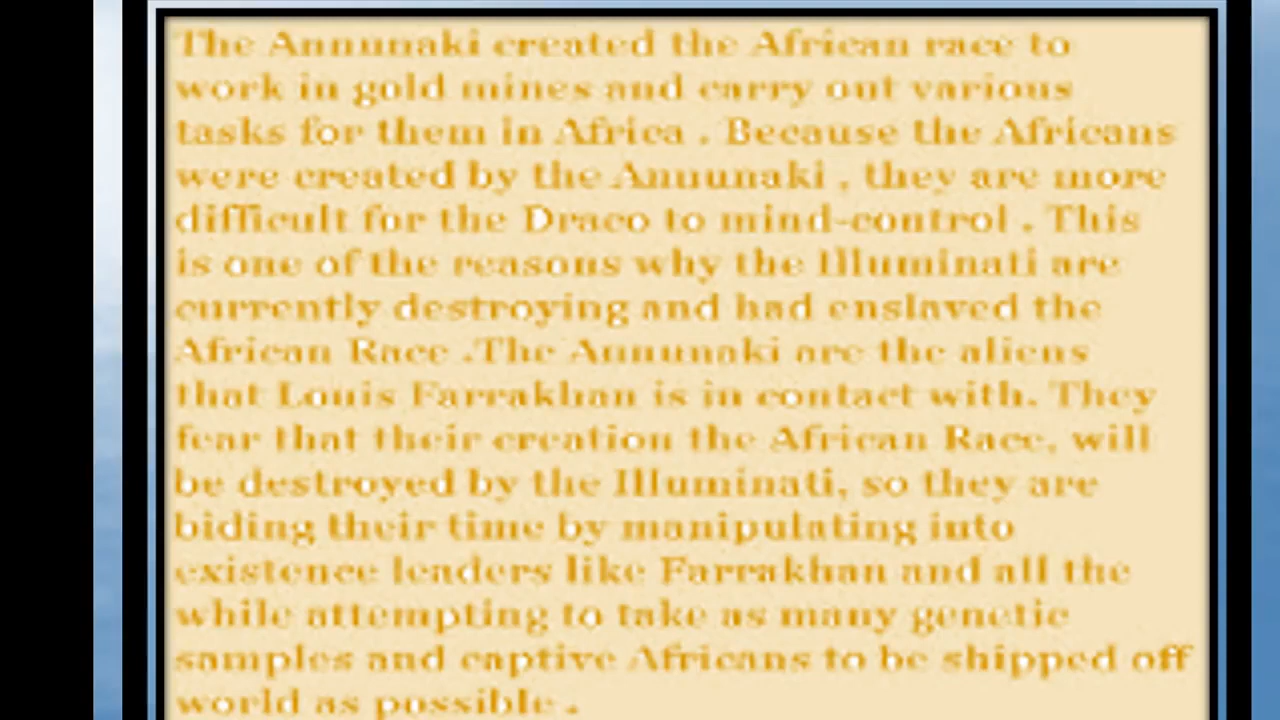 The Annunaki created the African race to
work in gold mines and carry out various
tasks for them in Africa . Because the Africans
were created by the Annunaki , they are more
difficult for the Draco to mind-control . This
is one of the reasons why the Illuminati are
currently destroying and had enslaved the
African Race .The Annunaki are the aliens
that Louis Farrakhan is in contact with. They
fear that their creation the African Race, will
be destroyed by the Illuminati, so they are
biding their time by manipulating into
existence leaders like Farrakhan and all the
while attempting to take as many genetic
samples and captive Africans to be shipped off
world as possible .